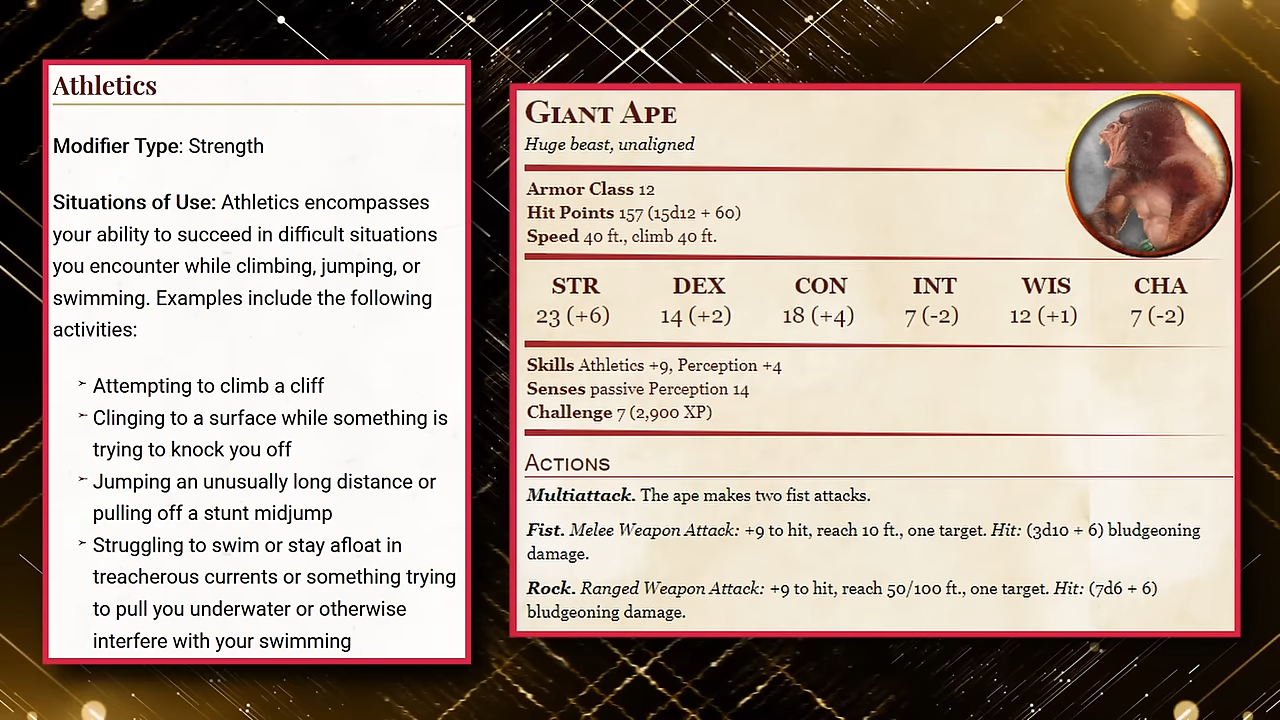 Athletics
Modifier Type: Strength
Situations of Use: Athletics encompasses
your ability to succeed in difficult situations
you encounter while climbing, jumping, or
swimming. Examples include the following
activities:
➢ Attempting to climb a cliff
➢ Clinging to a surface while something is
trying to knock you off
➢ Jumping an unusually long distance or
pulling off a stunt midjump
➢ Struggling to swim or stay afloat in
treacherous currents or something trying
to pull you underwater or otherwise
interfere with your swimming
Giant Ape
Huge beast, unaligned
Armor Class 12
Hit Points 157 (15d12 + 60)
Speed 40 ft., climb 40 ft.
STR DEX CON INT WIS CHA
23 (+6) 14 (+2) 18 (+4) 7 (-2) 12 (+1) 7 (-2)
Skills Athletics +9, Perception +4
Senses passive Perception 14
Challenge 7 (2,900 XP)
Actions
Multiattack. The ape makes two fist attacks.
Fist. Melee Weapon Attack: +9 to hit, reach 10 ft., one target. Hit: (3d10 + 6) bludgeoning
damage.
Rock. Ranged Weapon Attack: +9 to hit, reach 50/100 ft., one target. Hit: (7d6 + 6)
bludgeoning damage.